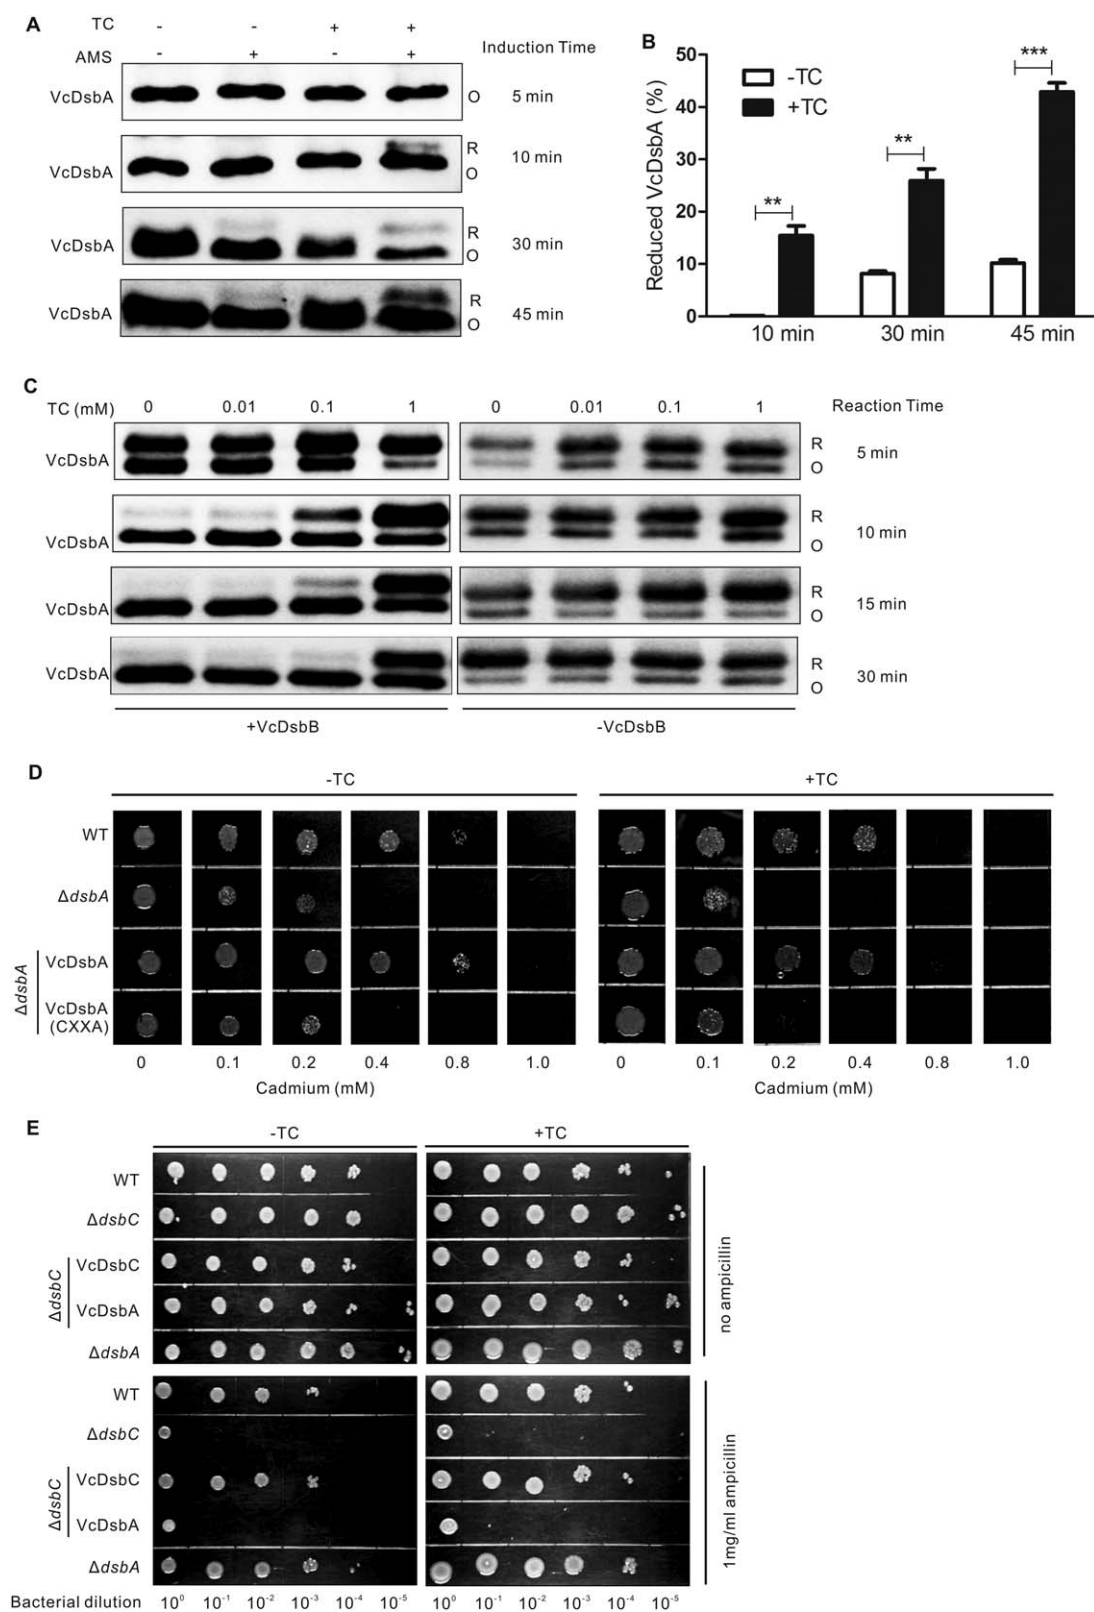 A
TC - - + +
AMS - + - + Induction Time
VcDsbA O 5 min
VcDsbA R O 10 min
VcDsbA R O 30 min
VcDsbA R O 45 min
B
Reduced VcDsbA (%)
50
40
30
20
10
0
-TC
+TC
** ** ***
10 min 30 min 45 min
C
TC (mM) 0 0.01 0.1 1 0 0.01 0.1 1 Reaction Time
VcDsbA R O 5 min
VcDsbA R O 10 min
VcDsbA R O 15 min
VcDsbA R O 30 min
+VcDsbB -VcDsbB
D
-TC +TC
WT
ΔdsbA
ΔdsbA
VcDsbA
VcDsbA
(CXXA)
0 0.1 0.2 0.4 0.8 1.0 0 0.1 0.2 0.4 0.8 1.0
Cadmium (mM) Cadmium (mM)
E
-TC +TC
WT
ΔdsbC
ΔdsbC
VcDsbC
VcDsbA
ΔdsbA
no ampicillin
WT
ΔdsbC
ΔdsbC
VcDsbC
VcDsbA
ΔdsbA
1mg/ml ampicillin
Bacterial dilution 10⁰ 10⁻¹ 10⁻² 10⁻³ 10⁻⁴ 10⁻⁵ 10⁰ 10⁻¹ 10⁻² 10⁻³ 10⁻⁴ 10⁻⁵